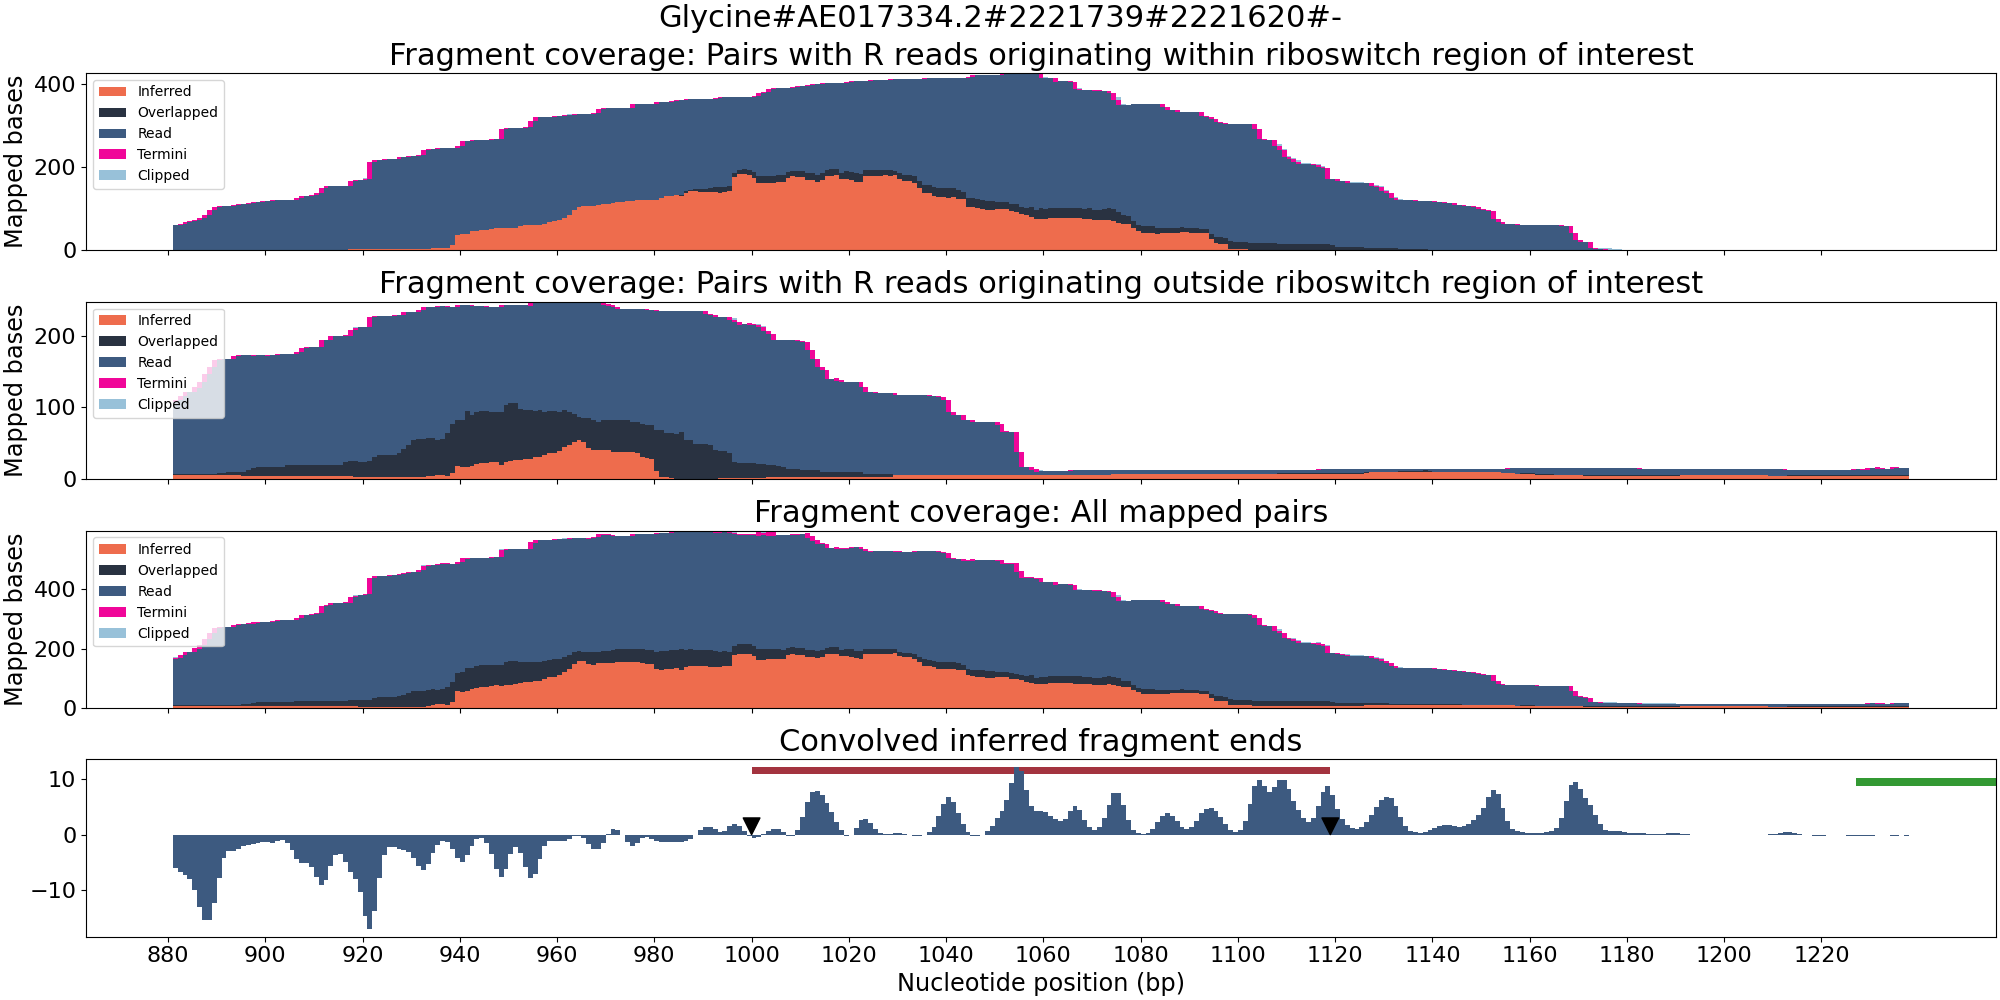 Glycine#AE017334.2#2221739#2221620#-
Fragment coverage: Pairs with R reads originating within riboswitch region of interest
Mapped bases
400
200
0
Inferred
Overlapped
Read
Termini
Clipped
Fragment coverage: Pairs with R reads originating outside riboswitch region of interest
Mapped bases
200
100
0
Inferred
Overlapped
Read
Termini
Clipped
Fragment coverage: All mapped pairs
Mapped bases
400
200
0
Inferred
Overlapped
Read
Termini
Clipped
Convolved inferred fragment ends
10
0
−10
880 900 920 940 960 980 1000 1020 1040 1060 1080 1100 1120 1140 1160 1180 1200 1220
Nucleotide position (bp)